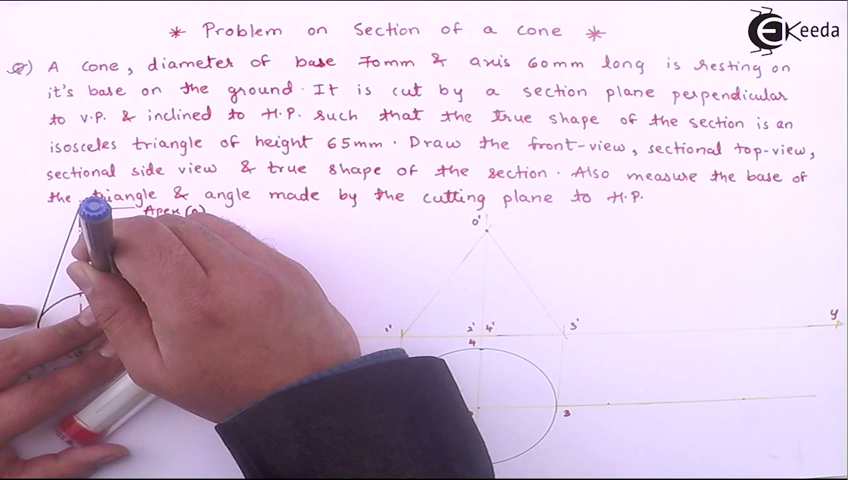 * Problem on Section of a cone *
EKeeda
Q) A cone, diameter of base 70mm & axis 60mm long is resting on
it's base on the ground. It is cut by a section plane perpendicular
to V.P. & inclined to H.P. such that the true shape of the section is an
isosceles triangle of height 65mm. Draw the front-view, sectional top-view,
sectional side view & true shape of the section. Also measure the base of
the triangle & angle made by the cutting plane to H.P.
Apex (O)
O'
1' 2' 4' 3' y
4
3